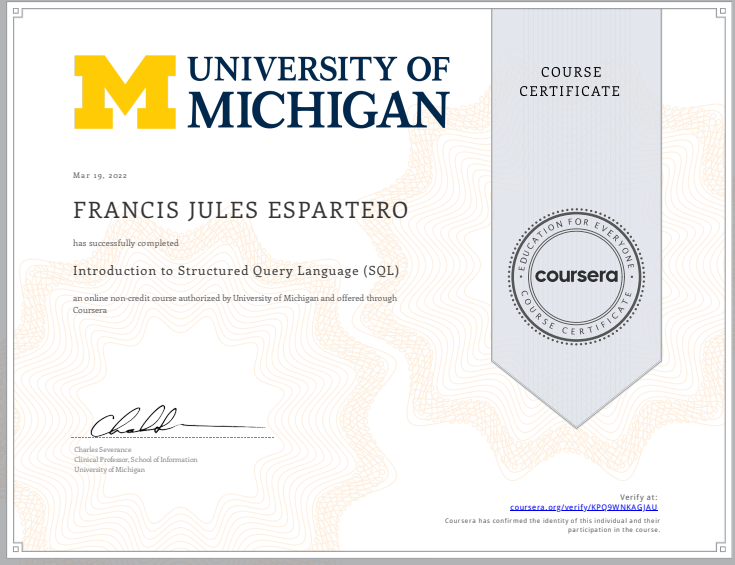 UNIVERSITY OF
MICHIGAN
COURSE
CERTIFICATE
Mar 19, 2022
FRANCIS JULES ESPARTERO
has successfully completed
Introduction to Structured Query Language (SQL)
an online non-credit course authorized by University of Michigan and offered through
Coursera
EDUCATION FOR EVERYONE
coursera
COURSE CERTIFICATE
Charles Severance
Clinical Professor, School of Information
University of Michigan
Verify at:
coursera.org/verify/KPQ9WNKAGJAU
Coursera has confirmed the identity of this individual and their
participation in the course.